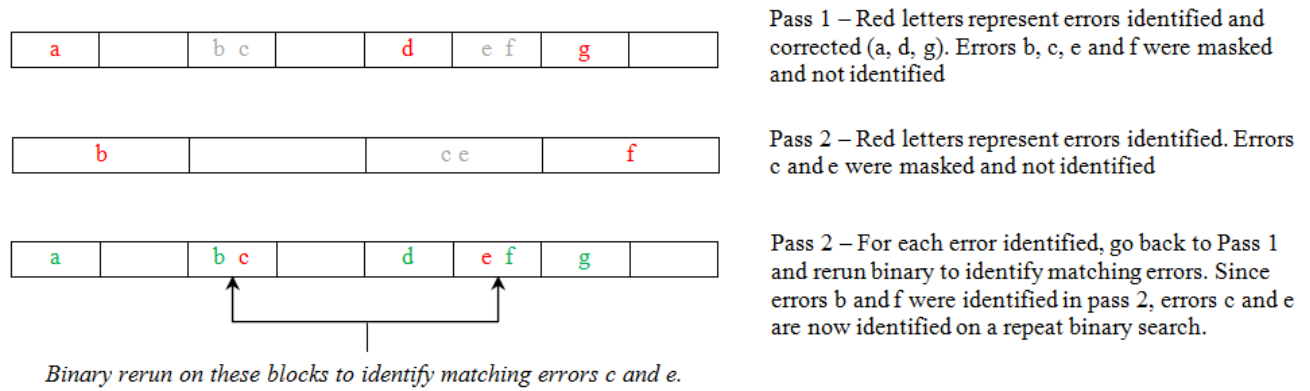 a b c d e f g
Pass 1 – Red letters represent errors identified and
corrected (a, d, g). Errors b, c, e and f were masked
and not identified
b c e f
Pass 2 – Red letters represent errors identified. Errors
c and e were masked and not identified
a b c d e f g
Pass 2 – For each error identified, go back to Pass 1
and rerun binary to identify matching errors. Since
errors b and f were identified in pass 2, errors c and e
are now identified on a repeat binary search.
Binary rerun on these blocks to identify matching errors c and e.